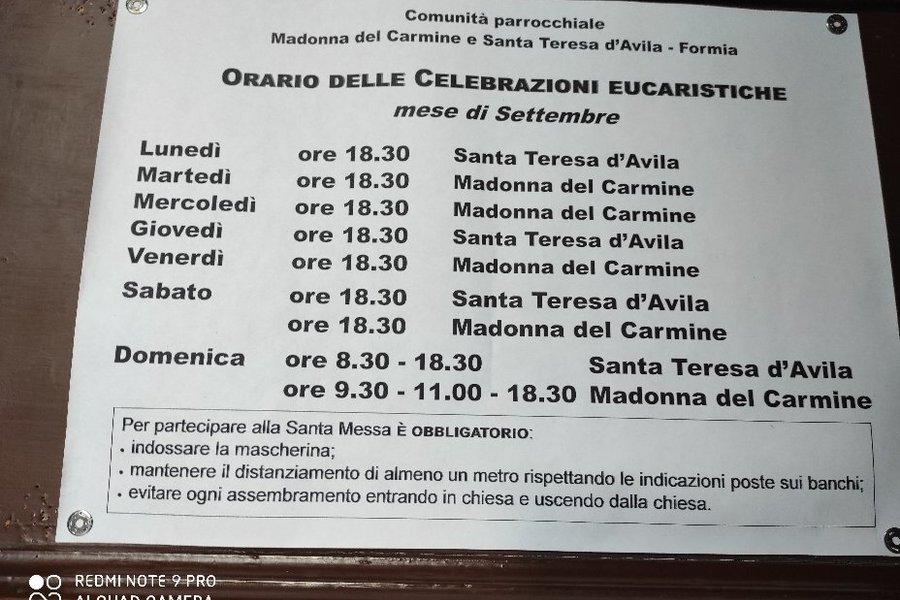 Comunità parrocchiale
Madonna del Carmine e Santa Teresa d'Avila - Formia
ORARIO DELLE CELEBRAZIONI EUCARISTICHE
mese di Settembre
Lunedì ore 18.30 Santa Teresa d'Avila
Martedì ore 18.30 Madonna del Carmine
Mercoledì ore 18.30 Madonna del Carmine
Giovedì ore 18.30 Santa Teresa d'Avila
Venerdì ore 18.30 Madonna del Carmine
Sabato ore 18.30 Santa Teresa d'Avila
ore 18.30 Madonna del Carmine
Domenica ore 8.30 - 18.30 Santa Teresa d'Avila
ore 9.30 - 11.00 - 18.30 Madonna del Carmine
Per partecipare alla Santa Messa È OBBLIGATORIO:
• indossare la mascherina;
• mantenere il distanziamento di almeno un metro rispettando le indicazioni poste sui banchi;
• evitare ogni assembramento entrando in chiesa e uscendo dalla chiesa.
REDMI NOTE 9 PRO
AI QUAD CAMERA